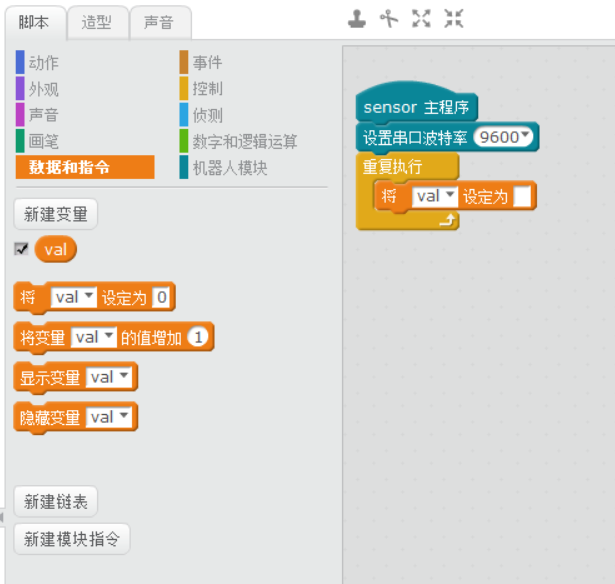 脚本 造型 声音
动作 事件
外观 控制
声音 侦测
画笔 数字和逻辑运算
数据和指令 机器人模块
新建变量
val
将 val 设定为 0
将变量 val 的值增加 1
显示变量 val
隐藏变量 val
新建链表
新建模块指令
sensor 主程序
设置串口波特率 9600
重复执行
将 val 设定为